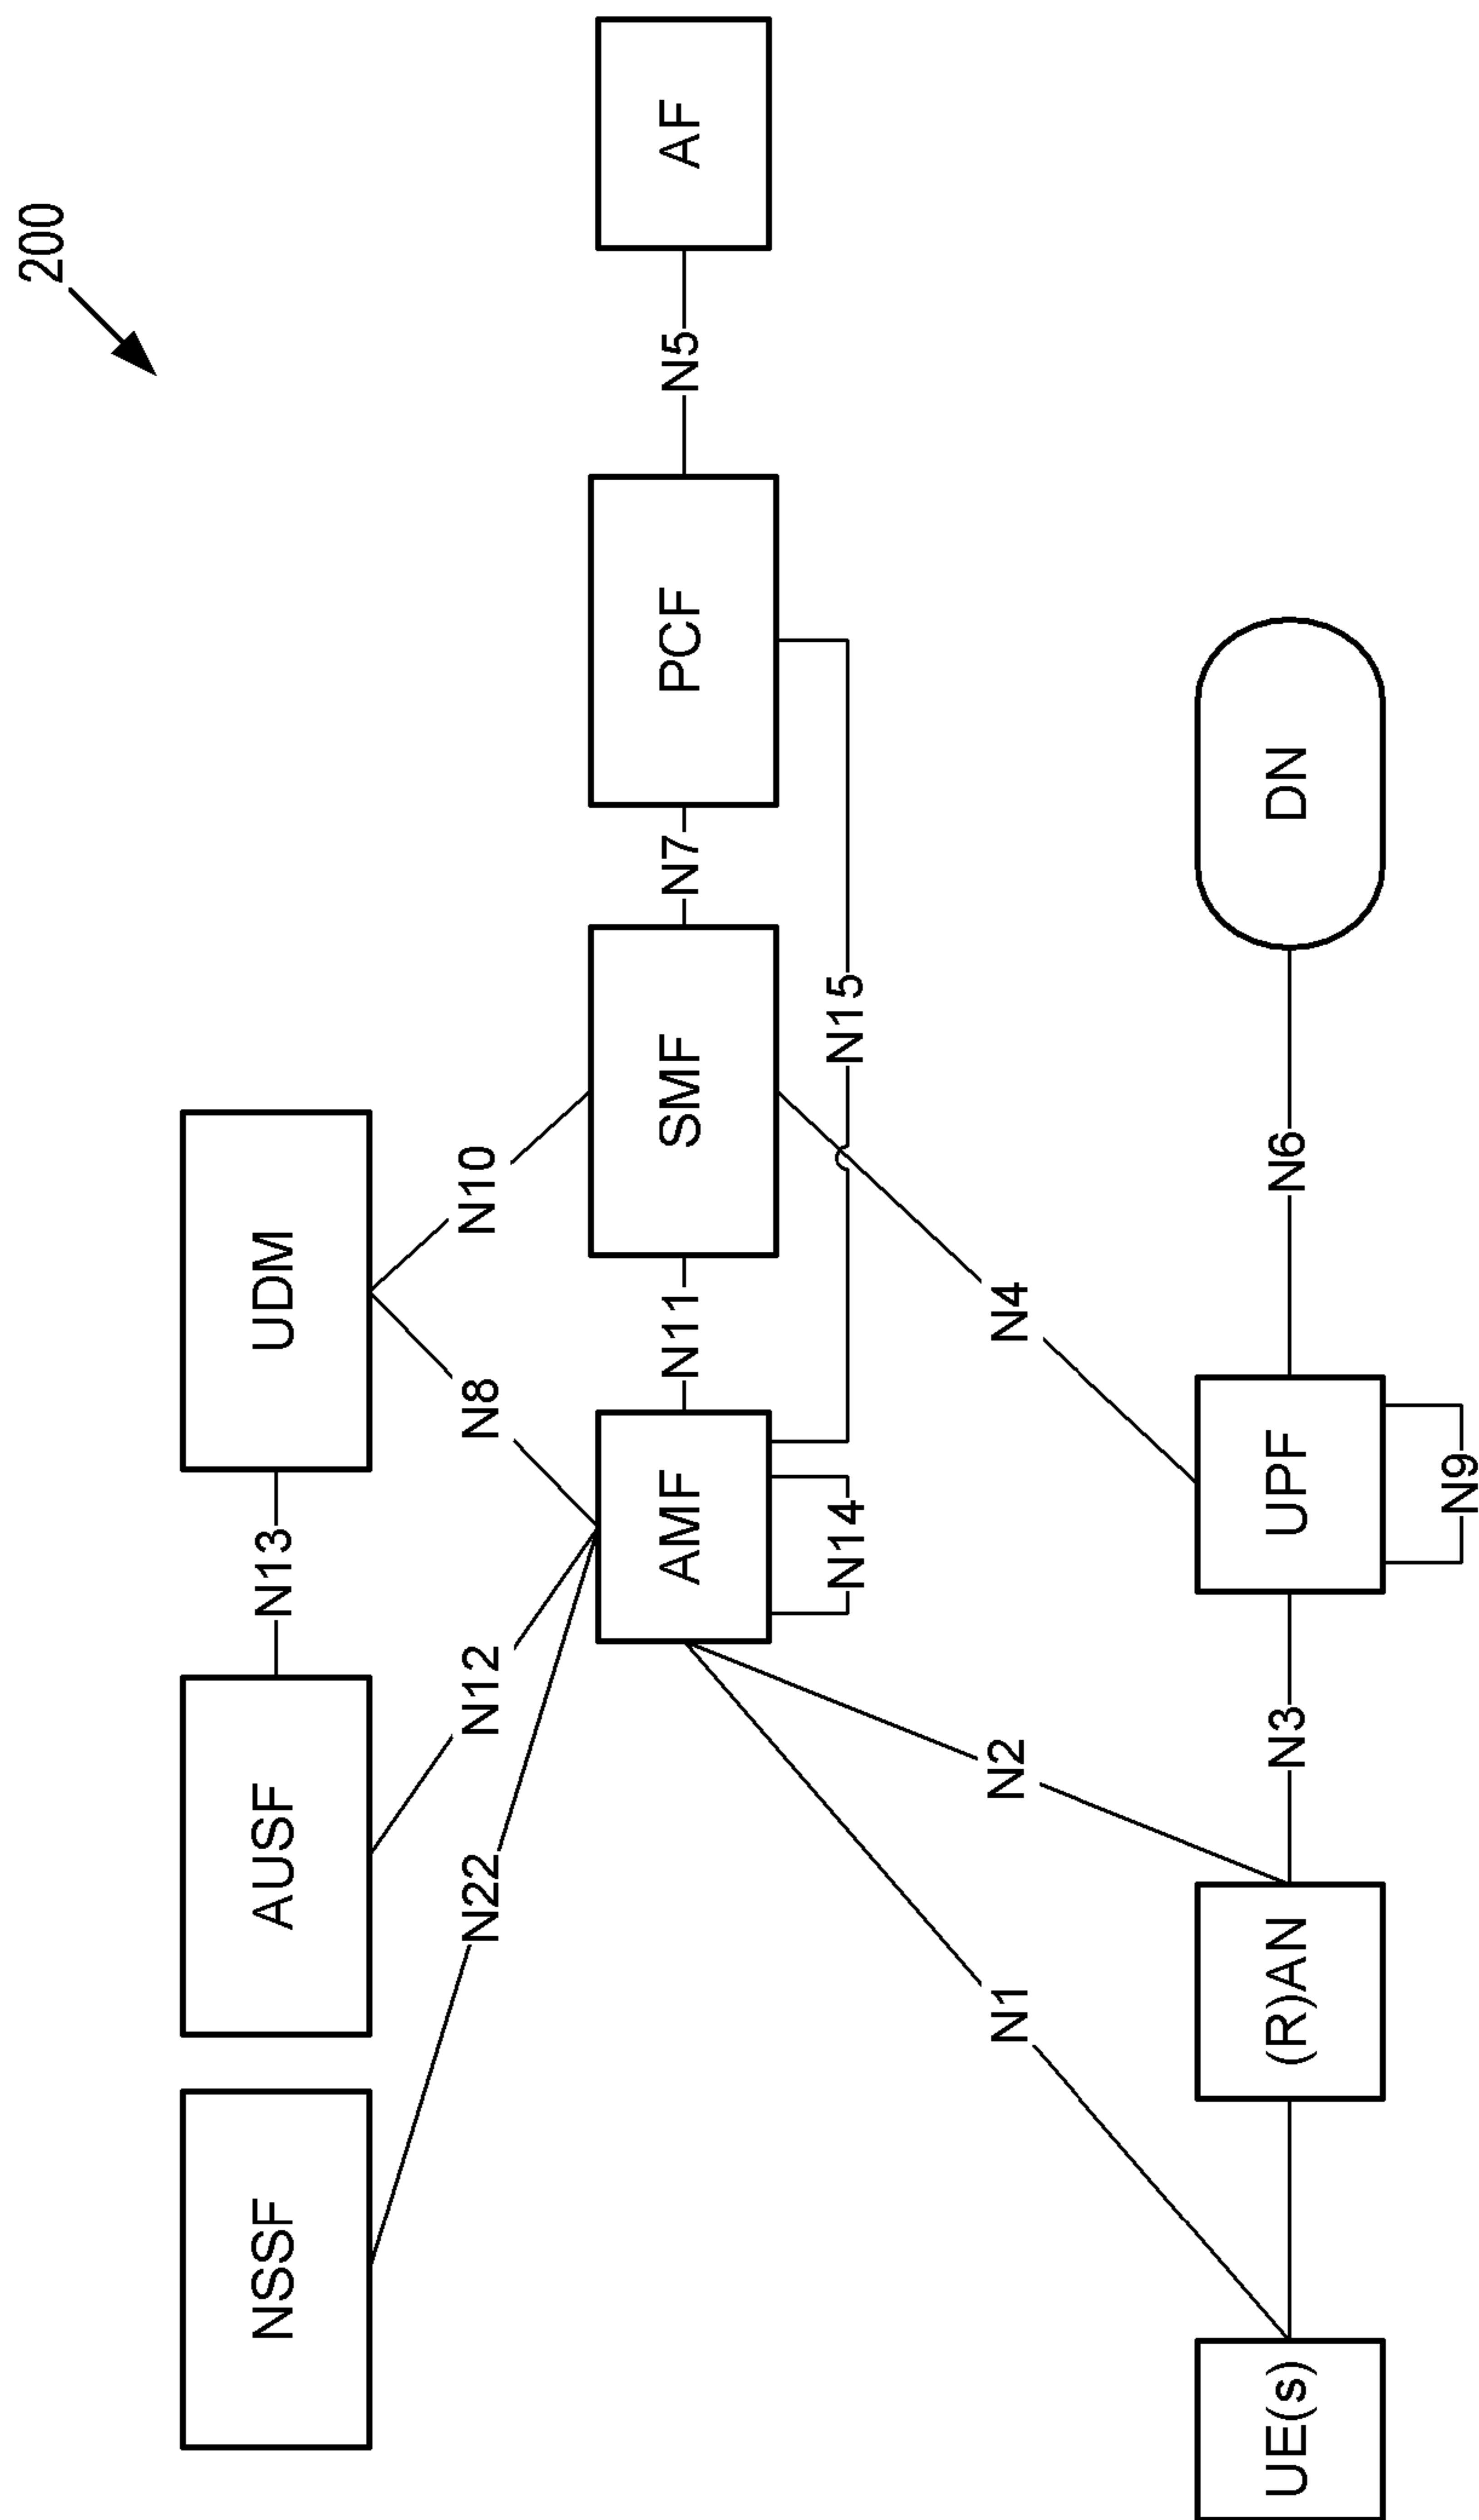 200
NSSF
AUSF
N13
UDM
N22
N12
N8
N10
AMF
N11
SMF
N7
PCF
N5
AF
N14
N15
N1
N2
N4
UE(s)
(R)AN
N3
UPF
N6
DN
N9